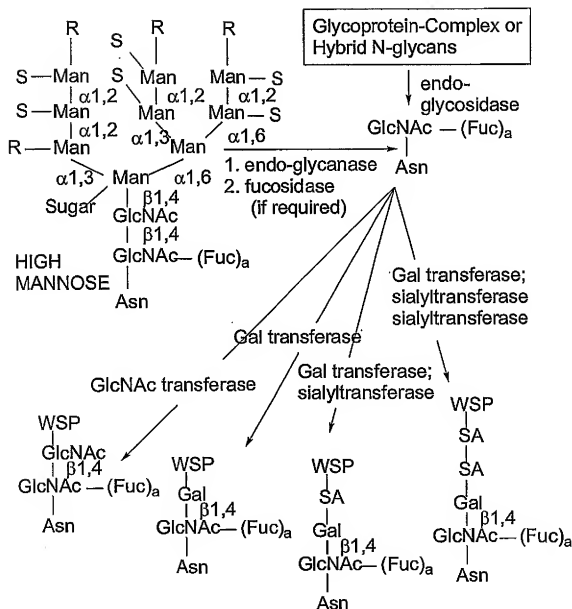 Glycoprotein-Complex or
Hybrid N-glycans
R R R
S Man S Man Man S
α1,2 S α1,2 α1,2
S Man Man Man S
α1,2 α1,3 α1,6
R Man Man
α1,3 Man α1,6
Sugar β1,4
GlcNAc
β1,4
GlcNAc (Fuc)a
Asn
HIGH
MANNOSE
1. endo-glycanase
2. fucosidase
(if required)
endo-
glycosidase
GlcNAc (Fuc)a
Asn
GlcNAc transferase
Gal transferase
Gal transferase;
sialyltransferase
Gal transferase;
sialyltransferase
sialyltransferase
WSP
GlcNAc
β1,4
GlcNAc (Fuc)a
Asn
WSP
Gal
β1,4
GlcNAc (Fuc)a
Asn
WSP
SA
Gal
β1,4
GlcNAc (Fuc)a
Asn
WSP
SA
SA
Gal
β1,4
GlcNAc (Fuc)a
Asn